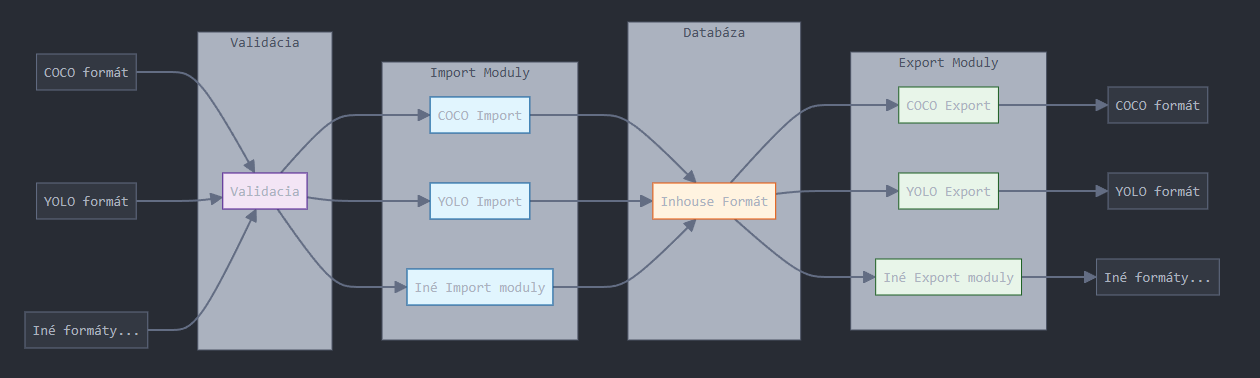 COCO formát
YOLO formát
Iné formáty...
Validácia
Validacia
Import Moduly
COCO Import
YOLO Import
Iné Import moduly
Databáza
Inhouse Formát
Export Moduly
COCO Export
YOLO Export
Iné Export moduly
COCO formát
YOLO formát
Iné formáty...